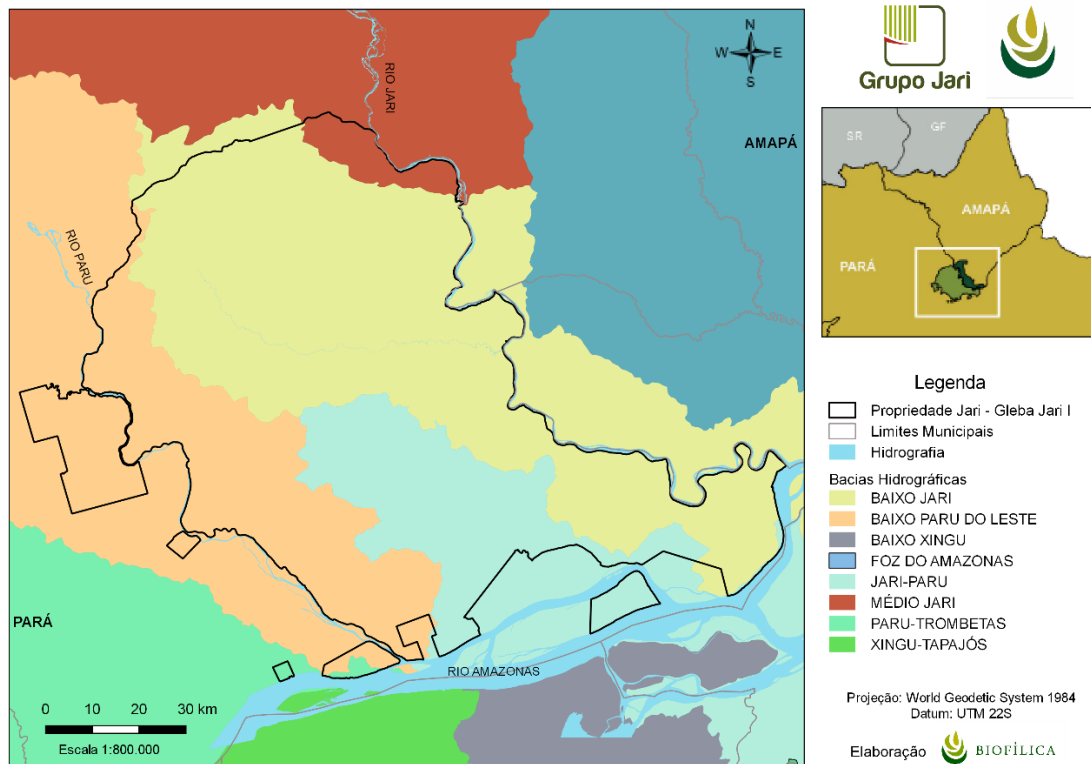 N
W
E
S
RIO JARI
AMAPÁ
RIO PARU
PARÁ
RIO AMAZONAS
0 10 20 30 km
Escala 1:800.000
Grupo Jari
SR
GF
AMAPÁ
PARÁ
Legenda
Propriedade Jari - Gleba Jari I
Limites Municipais
Hidrografia
Bacias Hidrográficas
BAIXO JARI
BAIXO PARU DO LESTE
BAIXO XINGU
FOZ DO AMAZONAS
JARI-PARU
MÉDIO JARI
PARU-TROMBETAS
XINGU-TAPAJÓS
Projeção: World Geodetic System 1984
Datum: UTM 22S
Elaboração BIOFÍLICA